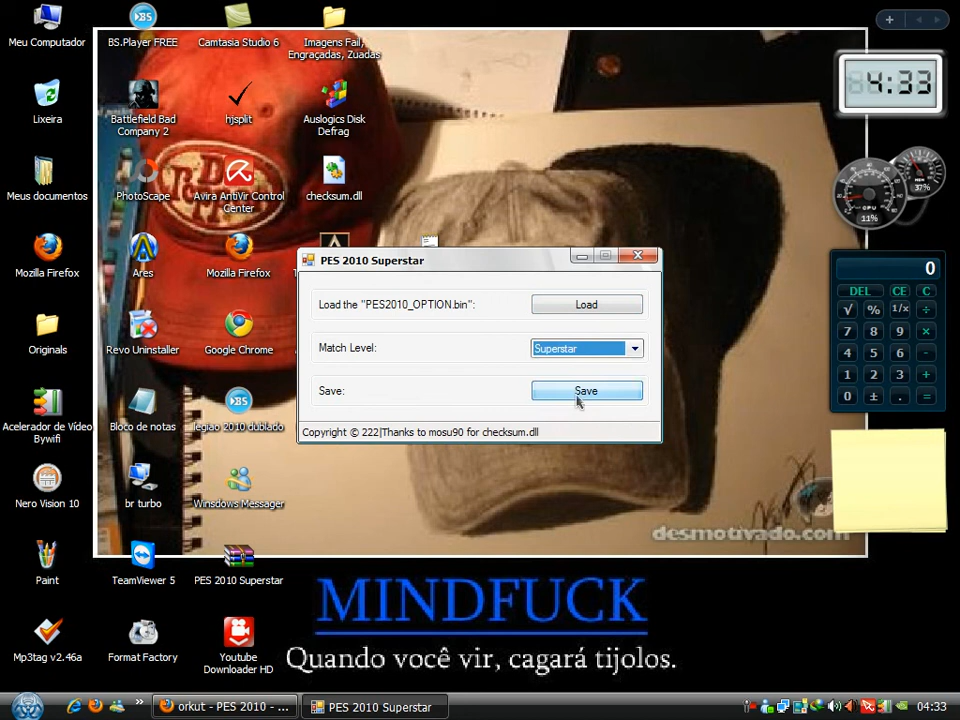 Meu Computador
BS.Player FREE
Camtasia Studio 6
Imagens Fail,
Engraçadas, Zuadas
Lixeira
Battlefield Bad
Company 2
hjsplit
Auslogics Disk
Defrag
Meus documentos
PhotoScape
Avira AntiVir Control
Center
checksum.dll
Mozilla Firefox
Ares
Mozilla Firefox
Originals
Revo Uninstaller
Google Chrome
Acelerador de Vídeo
Bywifi
Bloco de notas
legiao 2010 dublado
Nero Vision 10
br turbo
Winsdows Messager
Paint
TeamViewer 5
PES 2010 Superstar
Mp3tag v2.46a
Format Factory
Youtube
Downloader HD
PES 2010 Superstar
Load the "PES2010_OPTION.bin":
Load
Match Level:
Superstar
Save:
Save
Copyright © 222|Thanks to mosu90 for checksum.dll
4:33
MEM
37%
CPU
11%
0
DEL CE C
√ % 1/x ÷
7 8 9 ×
4 5 6 -
1 2 3 +
0 ± . =
desmotivado.com
MINDFUCK
Quando você vir, cagará tijolos.
orkut - PES 2010 - ...
PES 2010 Superstar
04:33